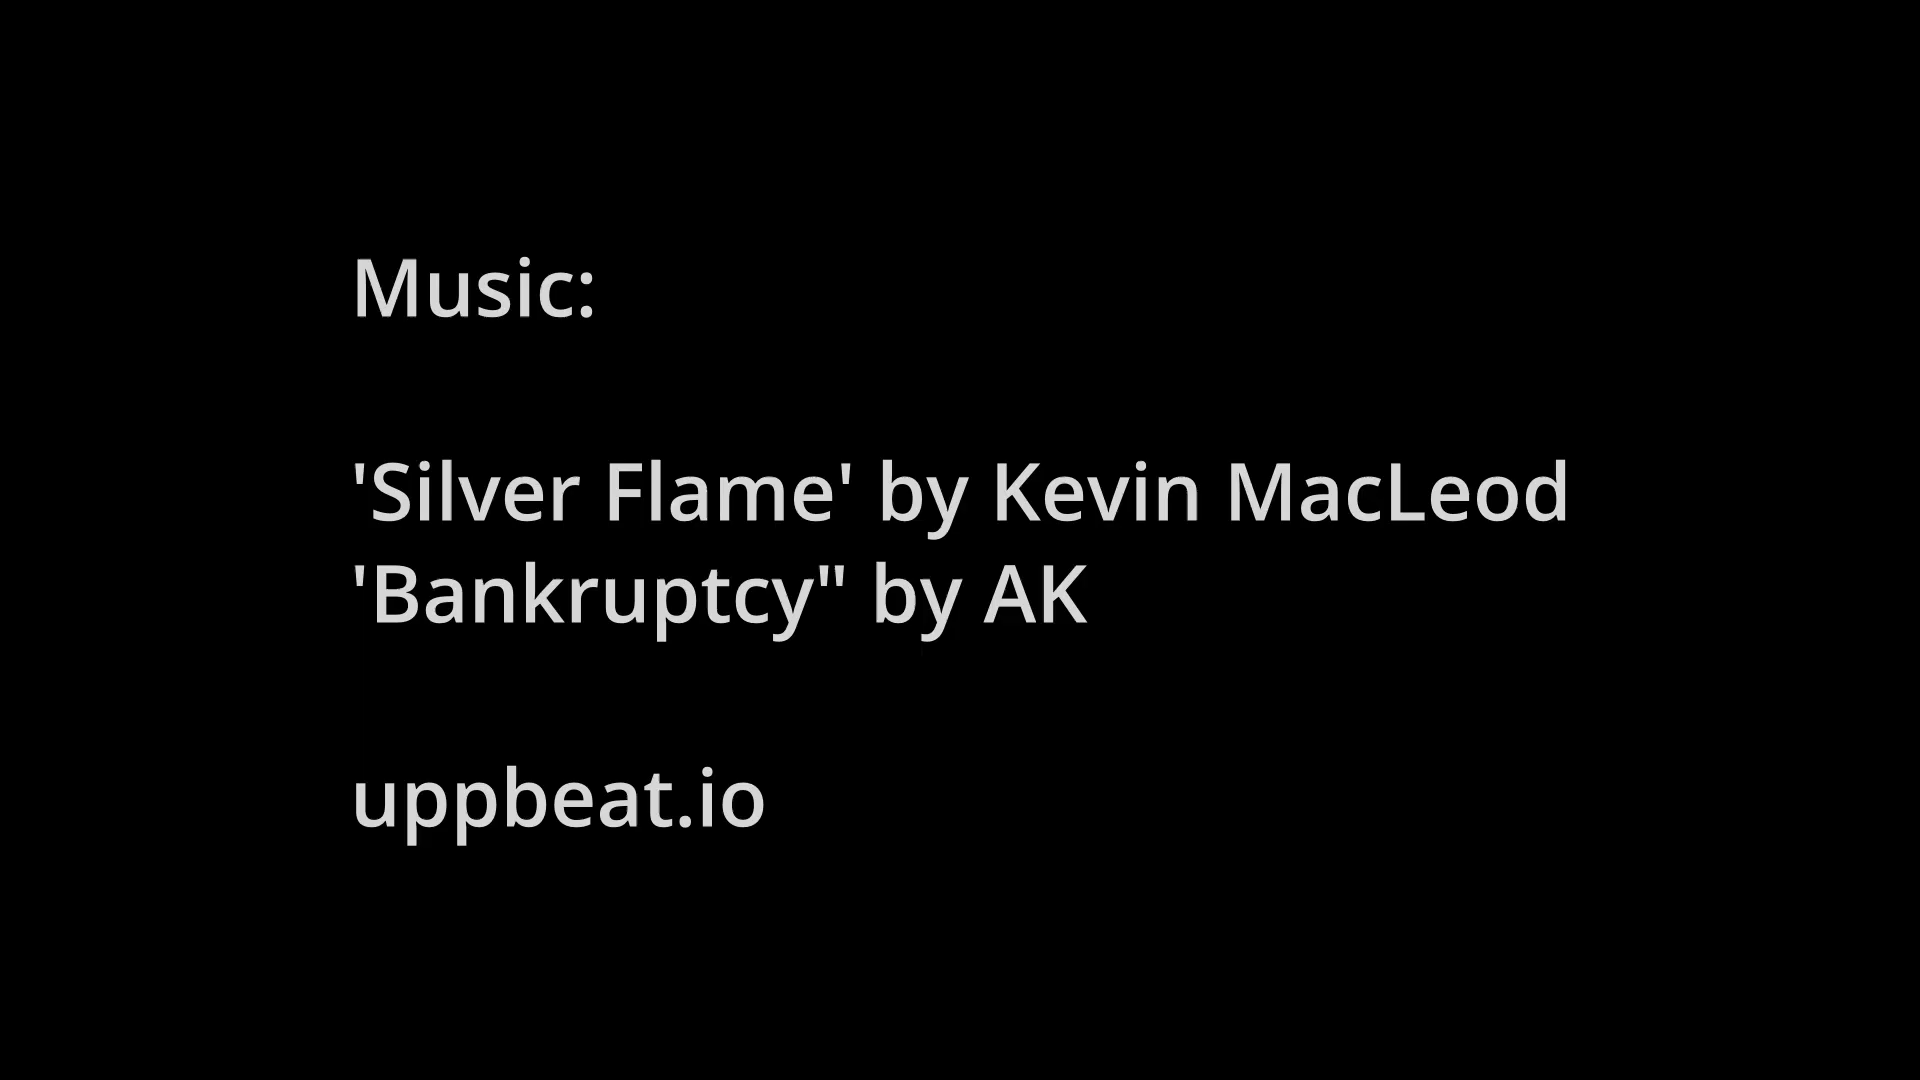 Music:
'Silver Flame' by Kevin MacLeod
'Bankruptcy" by AK
uppbeat.io